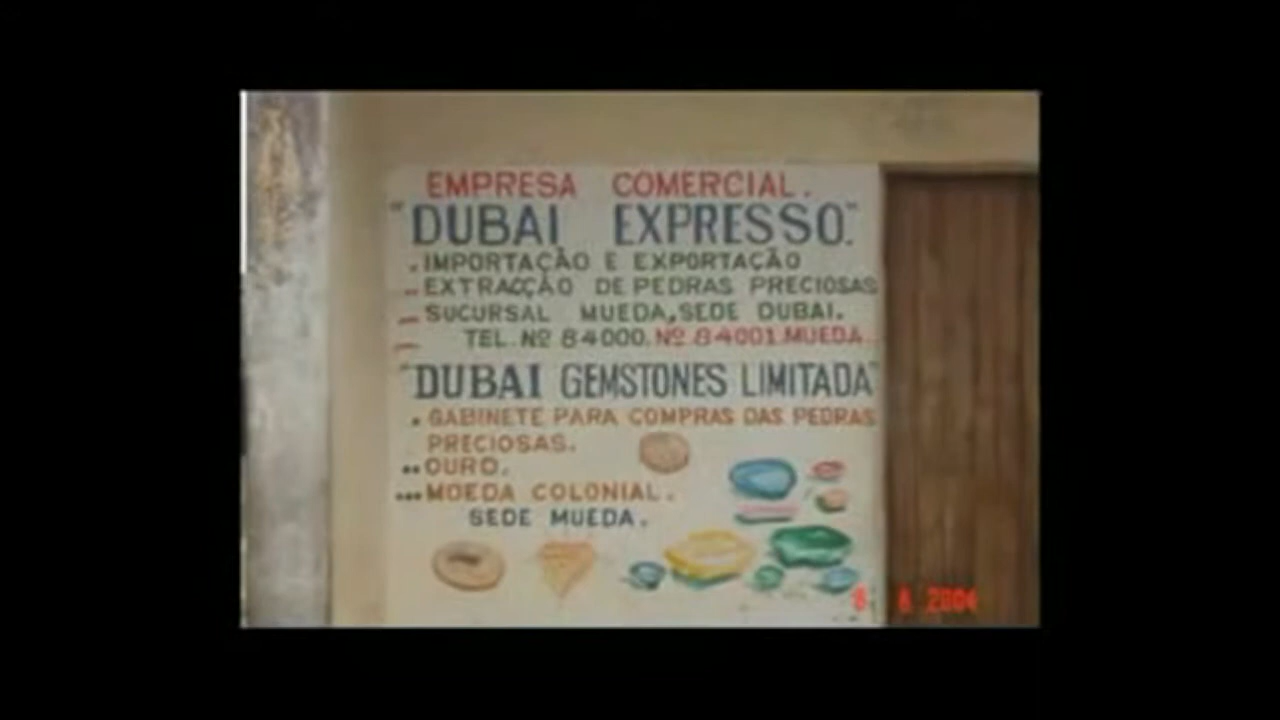 EMPRESA COMERCIAL.
"DUBAI EXPRESSO."
. IMPORTAÇÃO E EXPORTAÇÃO
- EXTRACÇÃO DE PEDRAS PRECIOSAS
- SUCURSAL MUEDA, SEDE DUBAI.
- TEL. Nº 84000. Nº 84001 MUEDA.
"DUBAI GEMSTONES LIMITADA"
. GABINETE PARA COMPRAS DAS PEDRAS
PRECIOSAS.
.. OURO.
... MOEDA COLONIAL.
SEDE MUEDA.